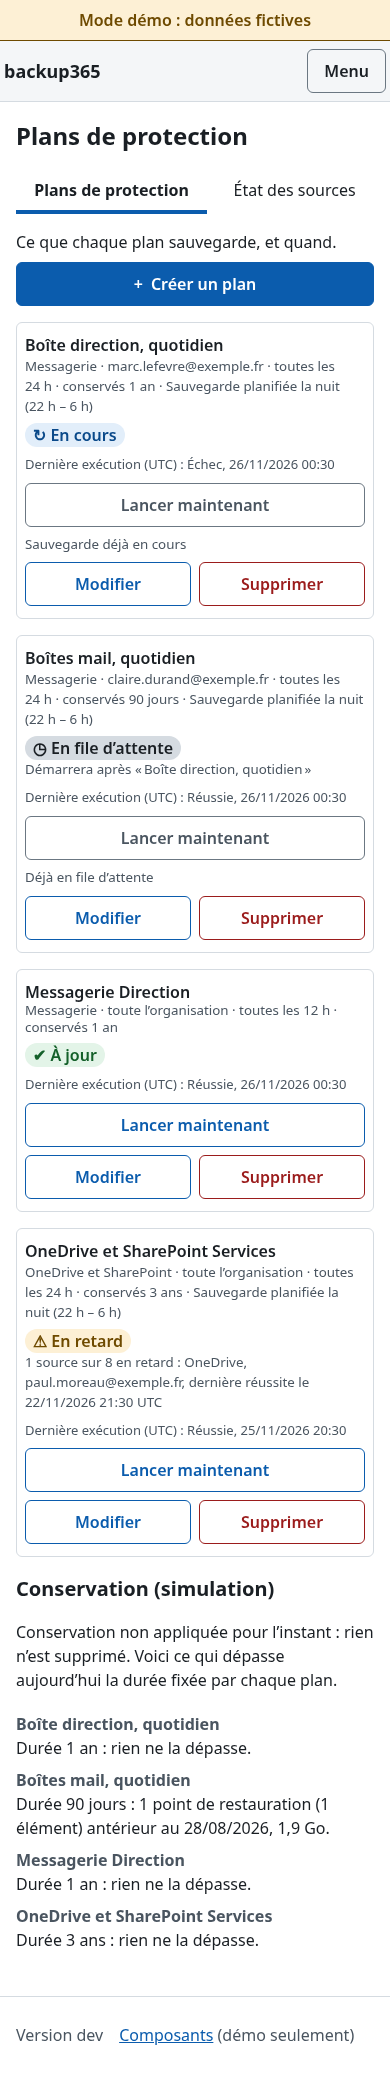 Mode démo : données fictives
backup365
Menu
Plans de protection
Plans de protection
État des sources
Ce que chaque plan sauvegarde, et quand.
+ Créer un plan
Boîte direction, quotidien
Messagerie · marc.lefevre@exemple.fr · toutes les
24 h · conservés 1 an · Sauvegarde planifiée la nuit
(22 h – 6 h)
↻ En cours
Dernière exécution (UTC) : Échec, 26/11/2026 00:30
Lancer maintenant
Sauvegarde déjà en cours
Modifier
Supprimer
Boîtes mail, quotidien
Messagerie · claire.durand@exemple.fr · toutes les
24 h · conservés 90 jours · Sauvegarde planifiée la nuit
(22 h – 6 h)
◷ En file d’attente
Démarrera après « Boîte direction, quotidien »
Dernière exécution (UTC) : Réussie, 26/11/2026 00:30
Lancer maintenant
Déjà en file d’attente
Modifier
Supprimer
Messagerie Direction
Messagerie · toute l’organisation · toutes les 12 h ·
conservés 1 an
✔ À jour
Dernière exécution (UTC) : Réussie, 26/11/2026 00:30
Lancer maintenant
Modifier
Supprimer
OneDrive et SharePoint Services
OneDrive et SharePoint · toute l’organisation · toutes
les 24 h · conservés 3 ans · Sauvegarde planifiée la
nuit (22 h – 6 h)
⚠ En retard
1 source sur 8 en retard : OneDrive,
paul.moreau@exemple.fr, dernière réussite le
22/11/2026 21:30 UTC
Dernière exécution (UTC) : Réussie, 25/11/2026 20:30
Lancer maintenant
Modifier
Supprimer
Conservation (simulation)
Conservation non appliquée pour l’instant : rien
n’est supprimé. Voici ce qui dépasse
aujourd’hui la durée fixée par chaque plan.
Boîte direction, quotidien
Durée 1 an : rien ne la dépasse.
Boîtes mail, quotidien
Durée 90 jours : 1 point de restauration (1
élément) antérieur au 28/08/2026, 1,9 Go.
Messagerie Direction
Durée 1 an : rien ne la dépasse.
OneDrive et SharePoint Services
Durée 3 ans : rien ne la dépasse.
Version dev Composants (démo seulement)